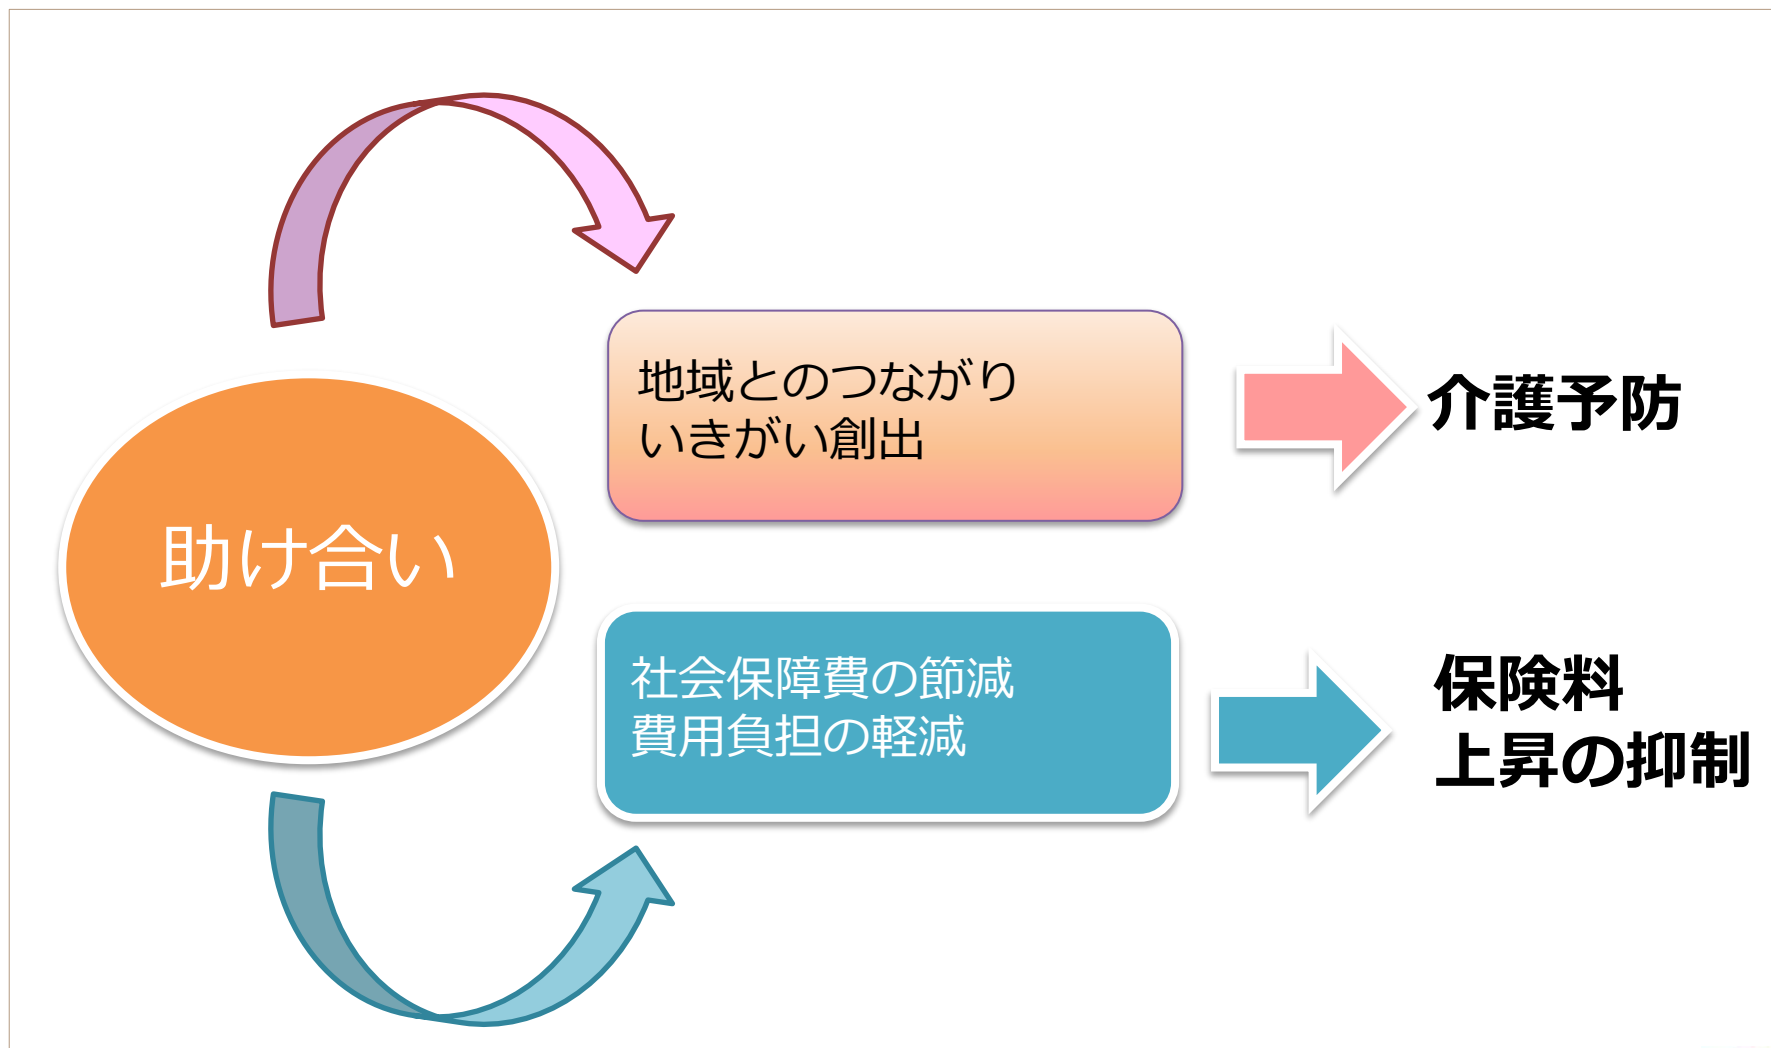 助け合い
地域とのつながり
いきがい創出
介護予防
社会保障費の節減
費用負担の軽減
保険料
上昇の抑制